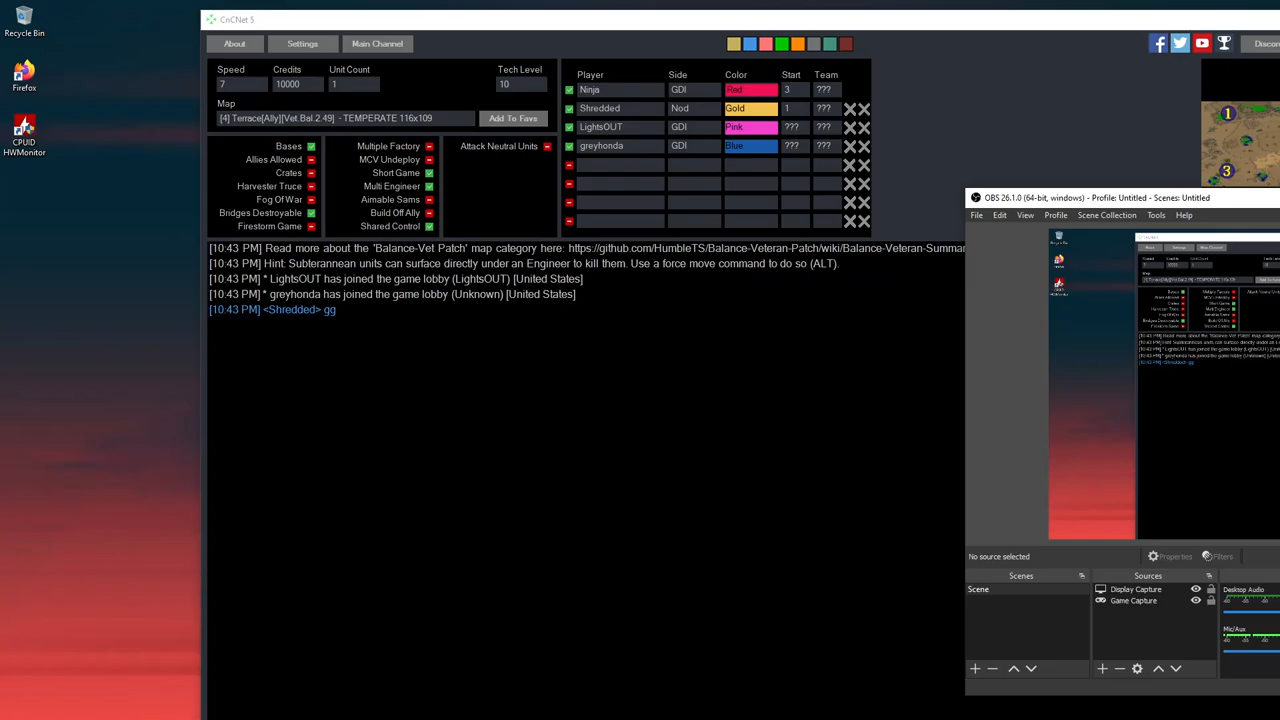 Recycle Bin
Firefox
CPUID
HWMonitor
CnCNet 5
About
Settings
Main Channel
Discon
Speed
Credits
Unit Count
Tech Level
7
10000
1
10
Map
[4] Terrace[Ally][Vet.Bal.2.49] - TEMPERATE 116x109
Add To Favs
Bases
Allies Allowed
Crates
Harvester Truce
Fog Of War
Bridges Destroyable
Firestorm Game
Multiple Factory
MCV Undeploy
Short Game
Multi Engineer
Aimable Sams
Build Off Ally
Shared Control
Attack Neutral Units
Player Side Color Start Team
Ninja GDI Red 3 ???
Shredded Nod Gold 1 ???
LightsOUT GDI Pink ??? ???
greyhonda GDI Blue ??? ???
1
3
[10:43 PM] Read more about the 'Balance-Vet Patch' map category here: https://github.com/HumbleTS/Balance-Veteran-Patch/wiki/Balance-Veteran-Summar
[10:43 PM] Hint: Subterannean units can surface directly under an Engineer to kill them. Use a force move command to do so (ALT).
[10:43 PM] * LightsOUT has joined the game lobby (LightsOUT) [United States]
[10:43 PM] * greyhonda has joined the game lobby (Unknown) [United States]
[10:43 PM] <Shredded> gg
OBS 26.1.0 (64-bit, windows) - Profile: Untitled - Scenes: Untitled
File Edit View Profile Scene Collection Tools Help
No source selected
Properties
Filters
Scenes
Scene
Sources
Display Capture
Game Capture
Desktop Audio
Mic/Aux